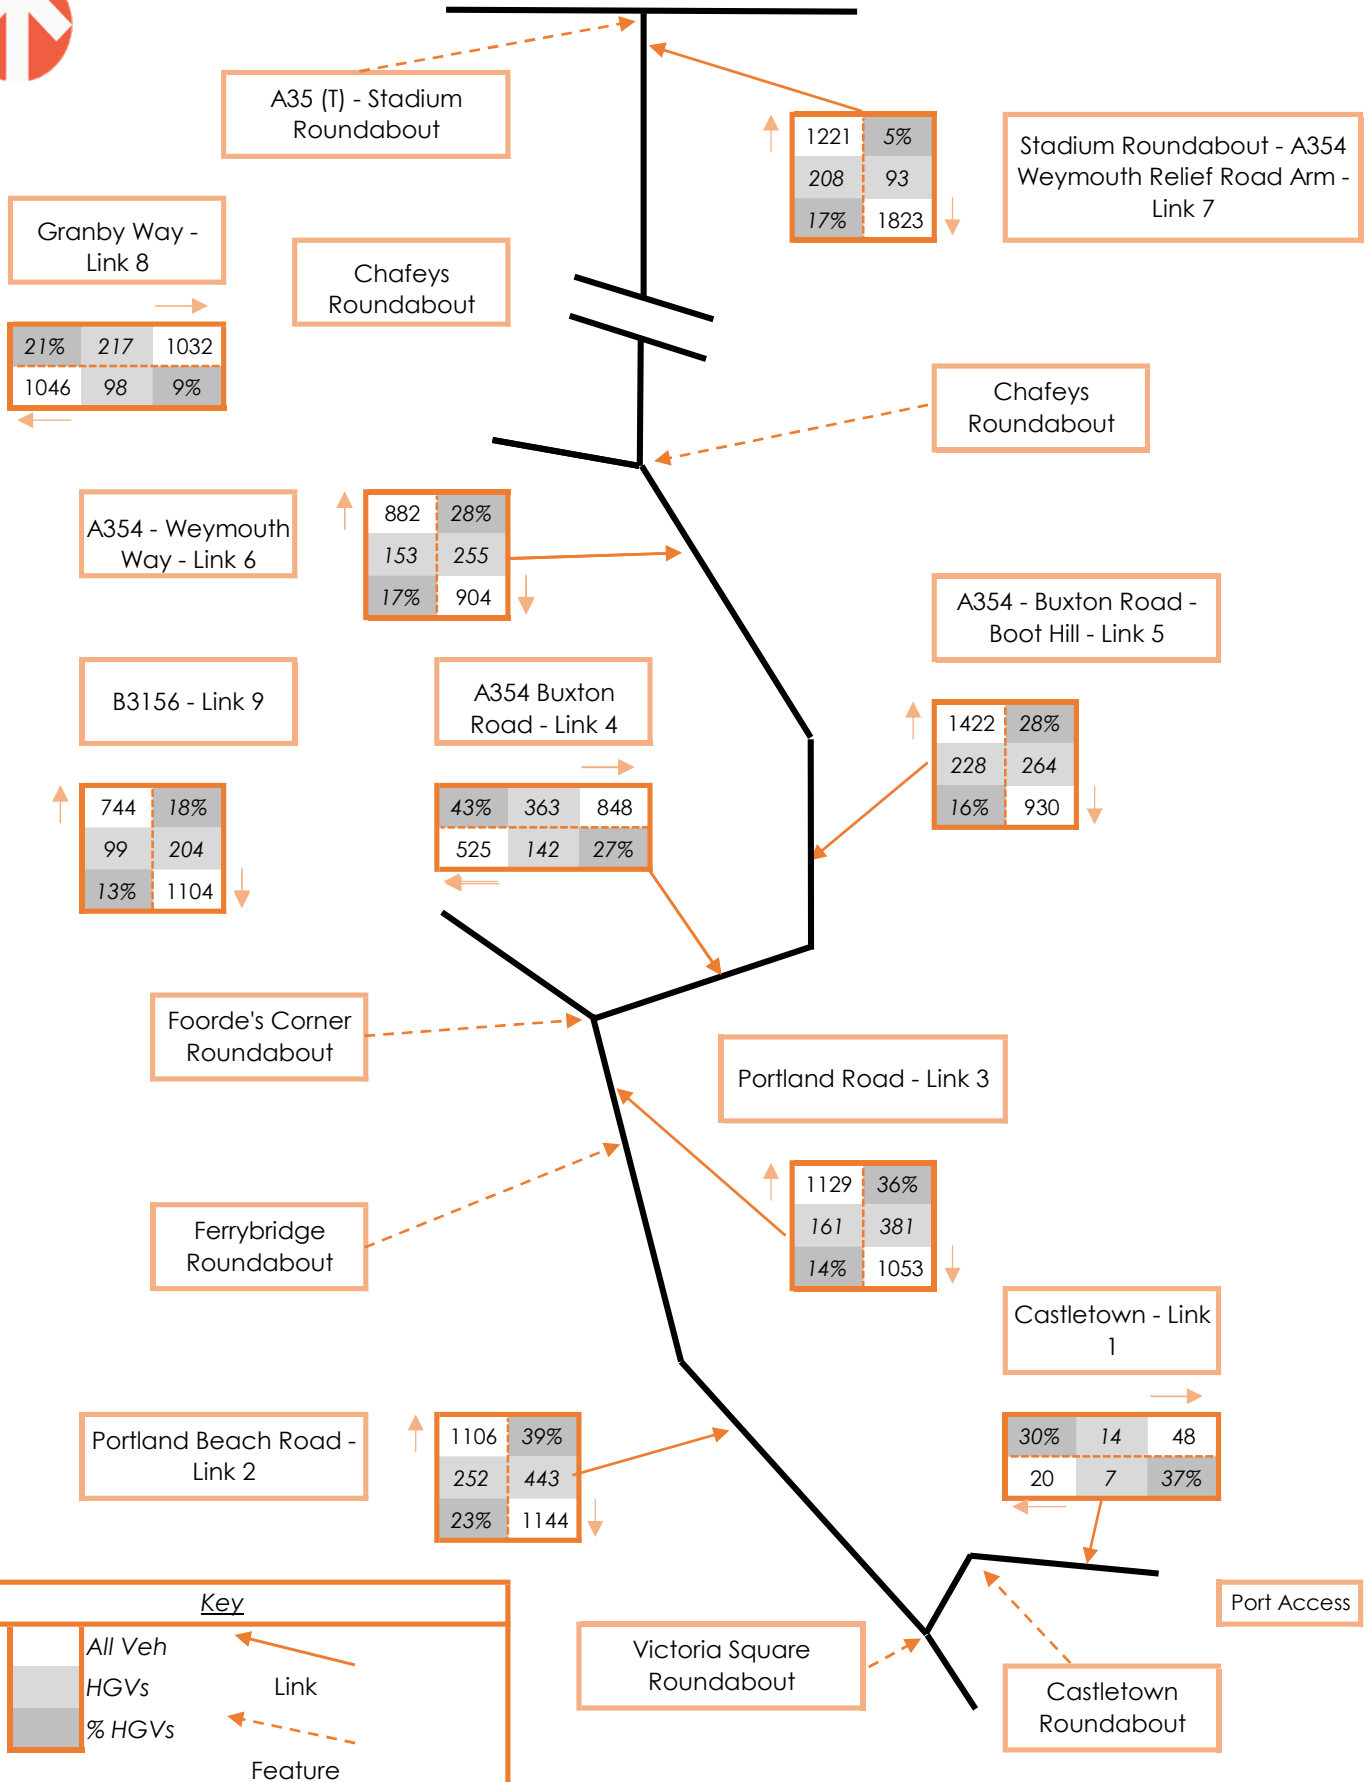 A35 (T) - Stadium
Roundabout
1221 5%
208 93
17% 1823
Stadium Roundabout - A354
Weymouth Relief Road Arm -
Link 7
Granby Way -
Link 8
Chafeys
Roundabout
21% 217 1032
1046 98 9%
Chafeys
Roundabout
A354 - Weymouth
Way - Link 6
882 28%
153 255
17% 904
A354 - Buxton Road -
Boot Hill - Link 5
B3156 - Link 9
A354 Buxton
Road - Link 4
1422 28%
228 264
16% 930
744 18%
99 204
13% 1104
43% 363 848
525 142 27%
Foorde's Corner
Roundabout
Portland Road - Link 3
1129 36%
161 381
14% 1053
Ferrybridge
Roundabout
Castletown - Link
1
Portland Beach Road -
Link 2
1106 39%
252 443
23% 1144
30% 14 48
20 7 37%
Key
All Veh
HGVs
% HGVs
Link
Feature
Port Access
Victoria Square
Roundabout
Castletown
Roundabout